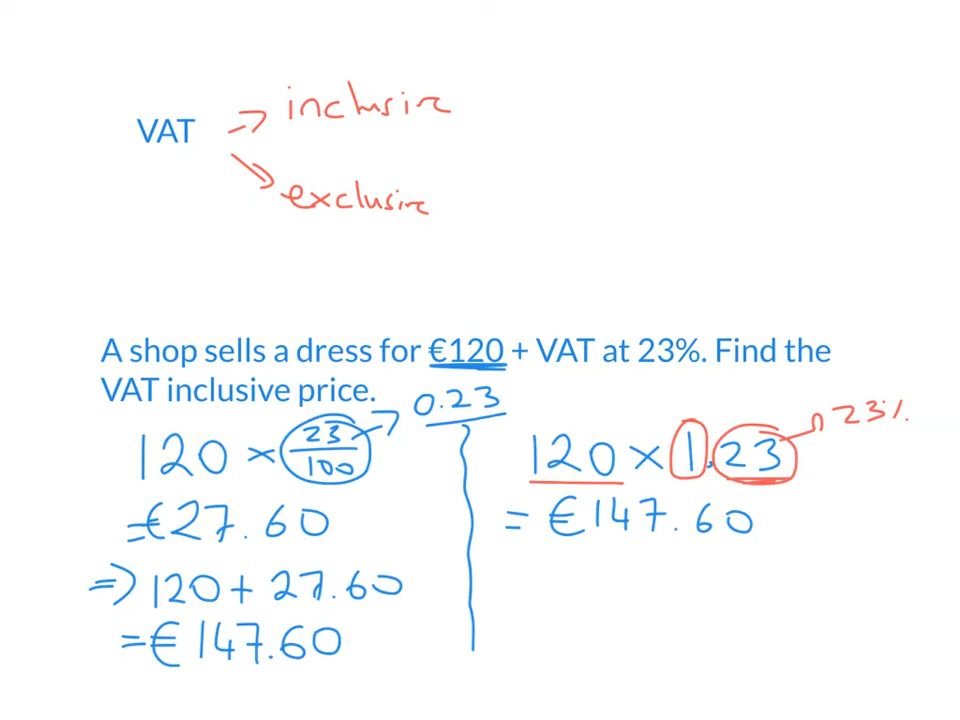 inclusive
VAT
exclusive
A shop sells a dress for €120 + VAT at 23%. Find the
VAT inclusive price.
0.23
120 × 23/100
= €27.60
=> 120 + 27.60
= €147.60
23%
120 × 1.23
= €147.60